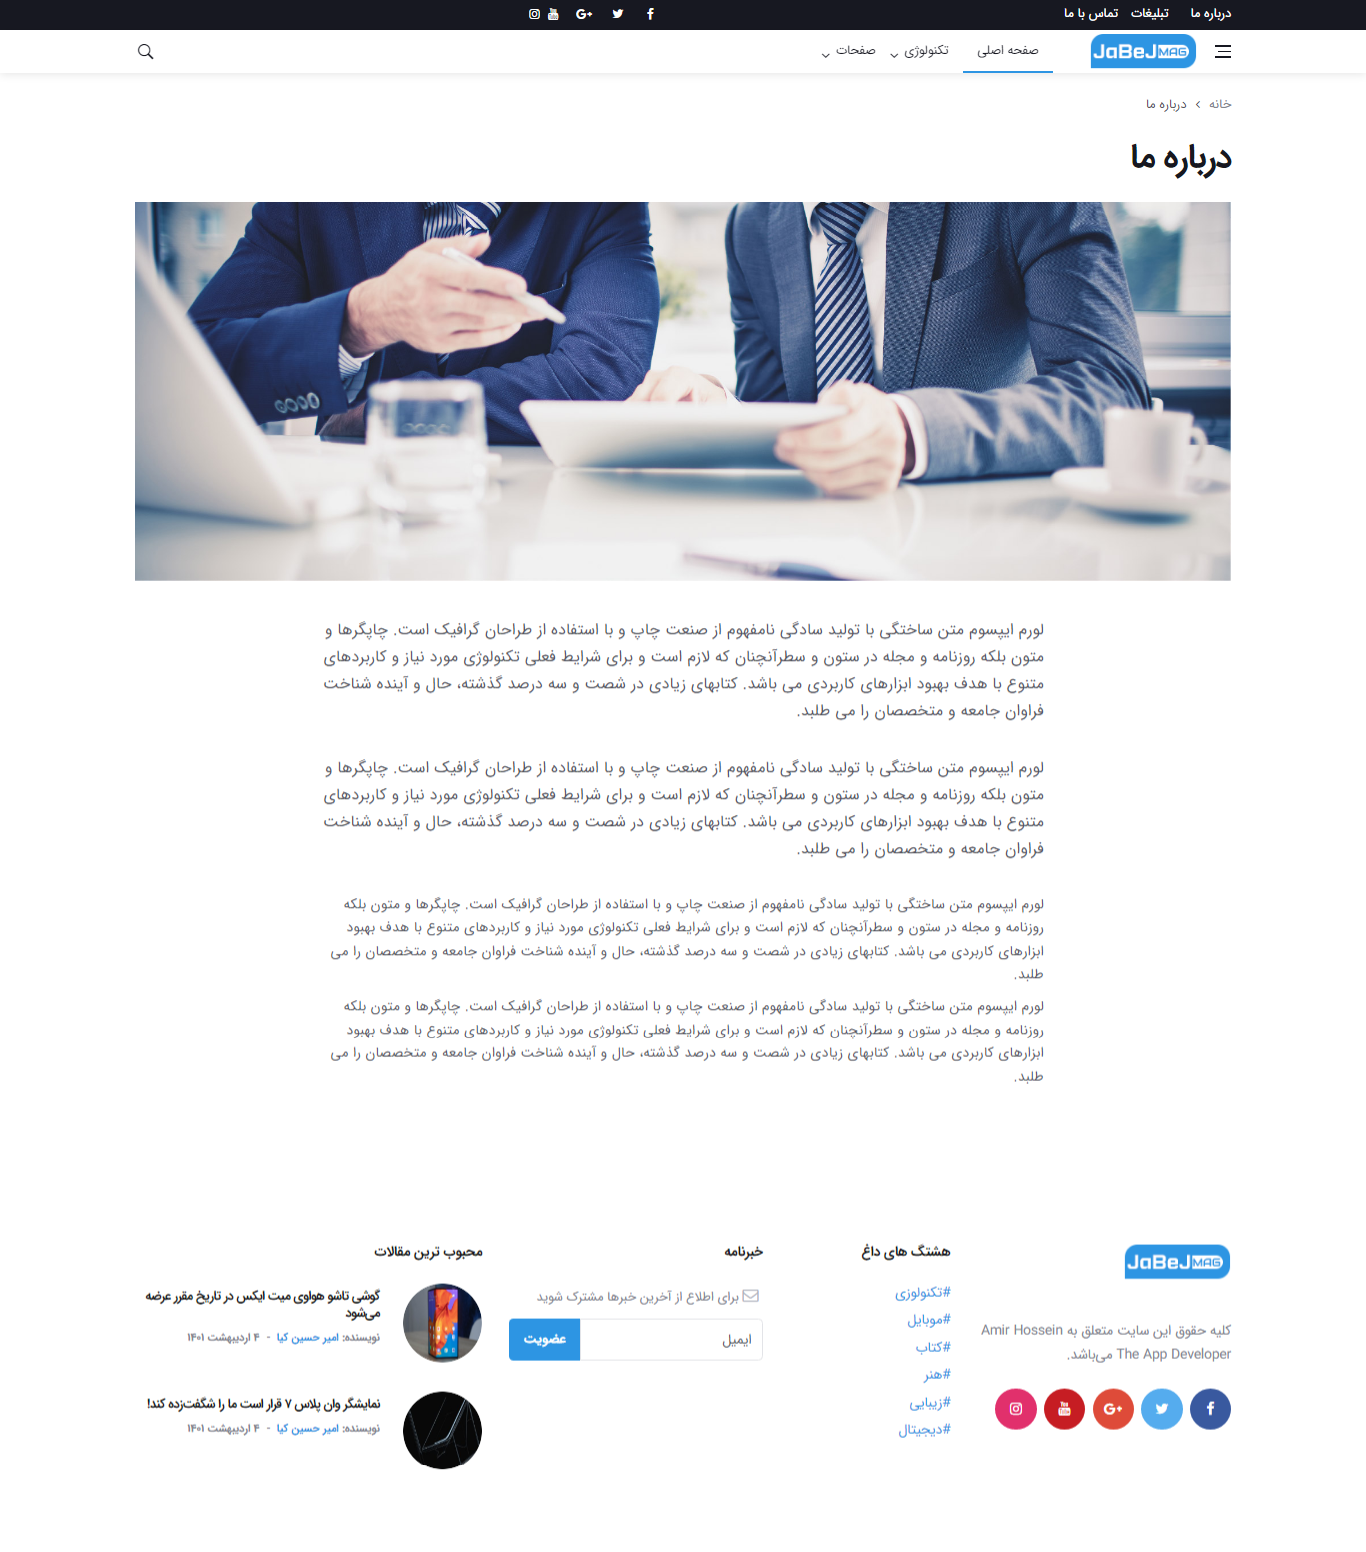 درباره ما
تبلیغات
تماس با ما
JaBeJ MAG
صفحه اصلی
تکنولوژی
صفحات
خانه › درباره ما
درباره ما
لورم ایپسوم متن ساختگی با تولید سادگی نامفهوم از صنعت چاپ و با استفاده از طراحان گرافیک است. چاپگرها و
متون بلکه روزنامه و مجله در ستون و سطرآنچنان که لازم است و برای شرایط فعلی تکنولوژی مورد نیاز و کاربردهای
متنوع با هدف بهبود ابزارهای کاربردی می باشد. کتابهای زیادی در شصت و سه درصد گذشته، حال و آینده شناخت
فراوان جامعه و متخصصان را می طلبد.
لورم ایپسوم متن ساختگی با تولید سادگی نامفهوم از صنعت چاپ و با استفاده از طراحان گرافیک است. چاپگرها و
متون بلکه روزنامه و مجله در ستون و سطرآنچنان که لازم است و برای شرایط فعلی تکنولوژی مورد نیاز و کاربردهای
متنوع با هدف بهبود ابزارهای کاربردی می باشد. کتابهای زیادی در شصت و سه درصد گذشته، حال و آینده شناخت
فراوان جامعه و متخصصان را می طلبد.
لورم ایپسوم متن ساختگی با تولید سادگی نامفهوم از صنعت چاپ و با استفاده از طراحان گرافیک است. چاپگرها و متون بلکه
روزنامه و مجله در ستون و سطرآنچنان که لازم است و برای شرایط فعلی تکنولوژی مورد نیاز و کاربردهای متنوع با هدف بهبود
ابزارهای کاربردی می باشد. کتابهای زیادی در شصت و سه درصد گذشته، حال و آینده شناخت فراوان جامعه و متخصصان را می
طلبد.
لورم ایپسوم متن ساختگی با تولید سادگی نامفهوم از صنعت چاپ و با استفاده از طراحان گرافیک است. چاپگرها و متون بلکه
روزنامه و مجله در ستون و سطرآنچنان که لازم است و برای شرایط فعلی تکنولوژی مورد نیاز و کاربردهای متنوع با هدف بهبود
ابزارهای کاربردی می باشد. کتابهای زیادی در شصت و سه درصد گذشته، حال و آینده شناخت فراوان جامعه و متخصصان را می
طلبد.
JaBeJ MAG
کلیه حقوق این سایت متعلق به Amir Hossein
The App Developer می‌باشد.
هشتگ های داغ
#تکنولوزی
#موبایل
#کتاب
#هنر
#زیبایی
#دیجیتال
خبرنامه
برای اطلاع از آخرین خبرها مشترک شوید
ایمیل
عضویت
محبوب ترین مقالات
گوشی تاشو هواوی میت ایکس در تاریخ مقرر عرضه
می‌شود
نویسنده: امیر حسین کیا - ۴ اردیبهشت ۱۴۰۱
نمایشگر وان پلاس ۷ قرار است ما را شگفت‌زده کند!
نویسنده: امیر حسین کیا - ۴ اردیبهشت ۱۴۰۱